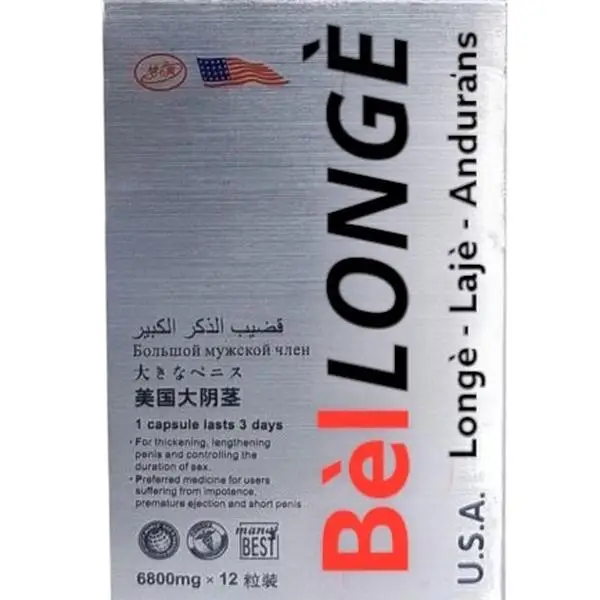 قضيب الذكر الكبير
Большой мужской член
大きなペニス
美国大阴茎
1 capsule lasts 3 days
· For thickening, lengthening
penis and controlling the
duration of sex.
· Preferred medicine for users
suffering from impotence,
premature ejection and short penis
many
BEST
6800mg × 12 粒装
Bèl LONGÈ
U.S.A. Longè - Lajè - Andurans